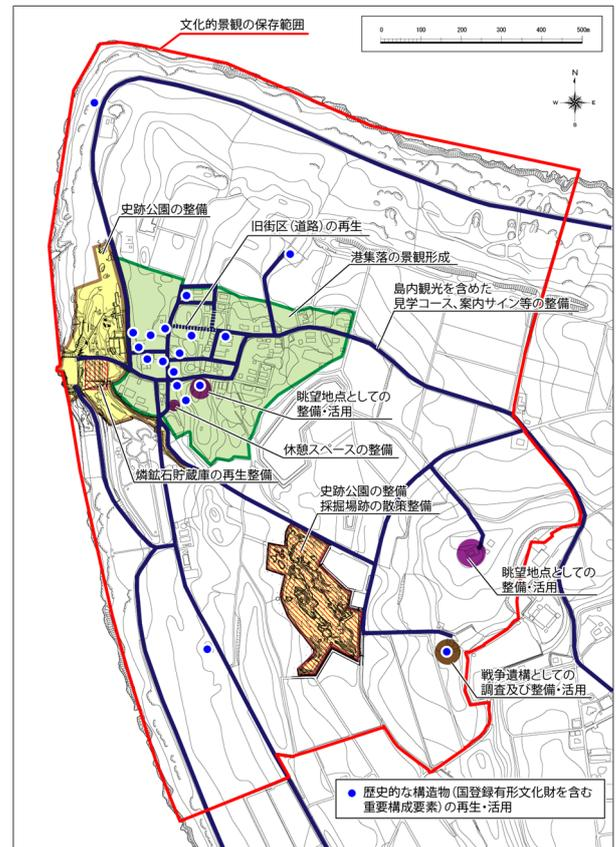 文化的景観の保存範囲
0 100 200 300 400 500m
N
W E
S
史跡公園の整備
旧街区（道路）の再生
港集落の景観形成
島内観光を含めた
見学コース、案内サイン等の整備
眺望地点としての
整備・活用
休憩スペースの整備
燐鉱石貯蔵庫の再生整備
史跡公園の整備
採掘場跡の散策整備
眺望地点としての
整備・活用
戦争遺構としての
調査及び整備・活用
歴史的な構造物（国登録有形文化財を含む
重要構成要素）の再生・活用